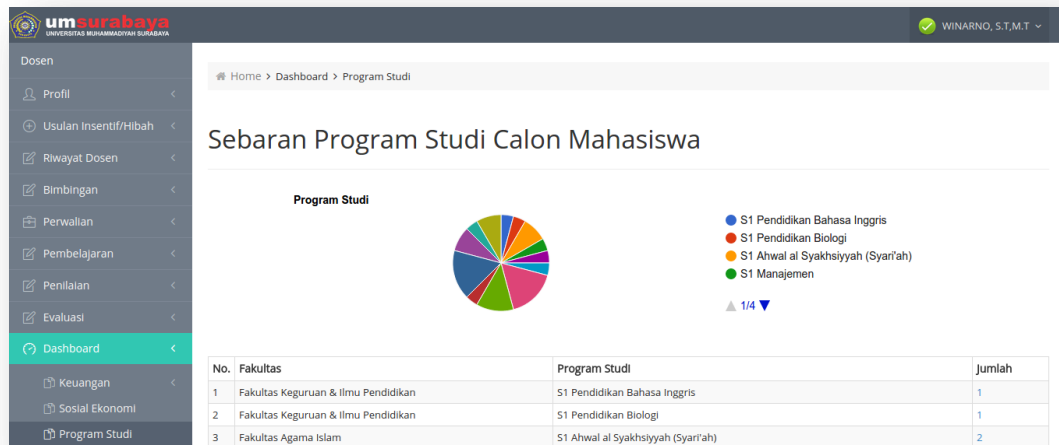 umsurabaya
UNIVERSITAS MUHAMMADIYAH SURABAYA
WINARNO, S.T,M.T
Dosen
Profil
Usulan Insentif/Hibah
Riwayat Dosen
Bimbingan
Perwalian
Pembelajaran
Penilaian
Evaluasi
Dashboard
Keuangan
Sosial Ekonomi
Program Studi
Home > Dashboard > Program Studi
Sebaran Program Studi Calon Mahasiswa
Program Studi
S1 Pendidikan Bahasa Inggris
S1 Pendidikan Biologi
S1 Ahwal al Syakhsiyyah (Syari'ah)
S1 Manajemen
1/4
No. Fakultas Program Studi Jumlah
1 Fakultas Keguruan & Ilmu Pendidikan S1 Pendidikan Bahasa Inggris 1
2 Fakultas Keguruan & Ilmu Pendidikan S1 Pendidikan Biologi 1
3 Fakultas Agama Islam S1 Ahwal al Syakhsiyyah (Syari'ah) 2